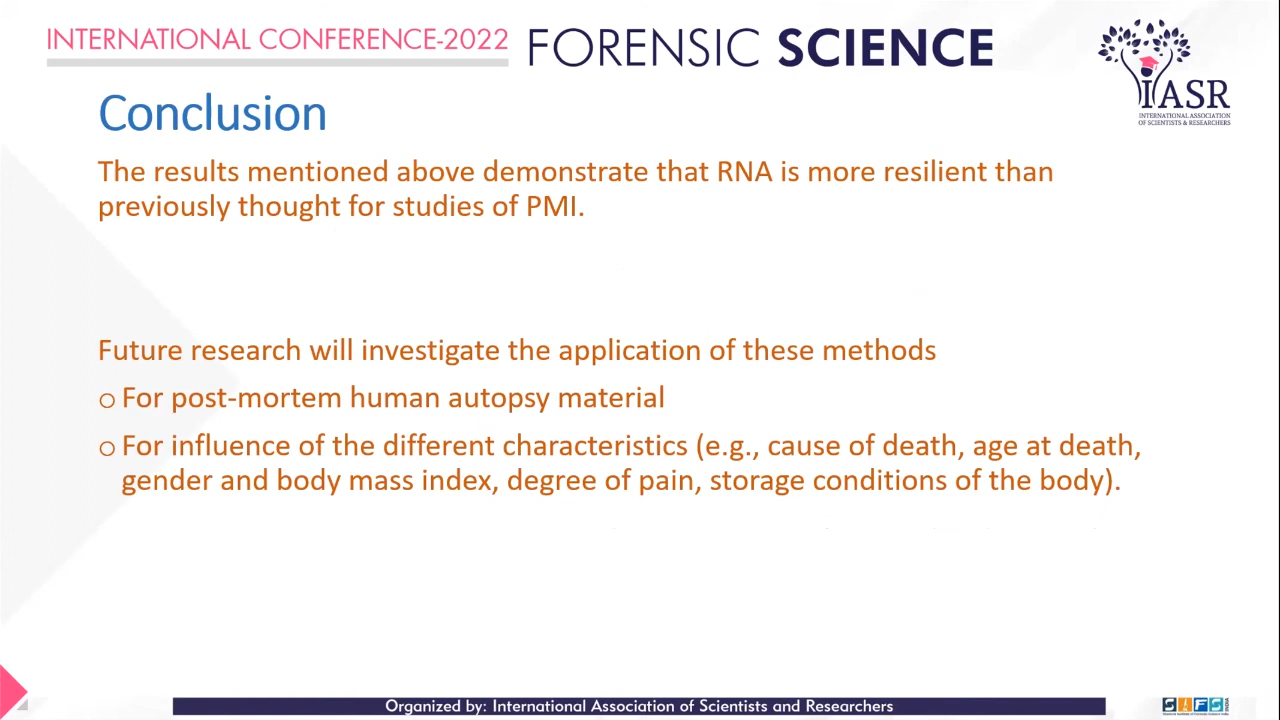 INTERNATIONAL CONFERENCE-2022 FORENSIC SCIENCE
IASR
INTERNATIONAL ASSOCIATION
OF SCIENTISTS & RESEARCHERS
Conclusion
The results mentioned above demonstrate that RNA is more resilient than
previously thought for studies of PMI.
Future research will investigate the application of these methods
o For post-mortem human autopsy material
o For influence of the different characteristics (e.g., cause of death, age at death,
gender and body mass index, degree of pain, storage conditions of the body).
Organized by: International Association of Scientists and Researchers
SIFS INDIA